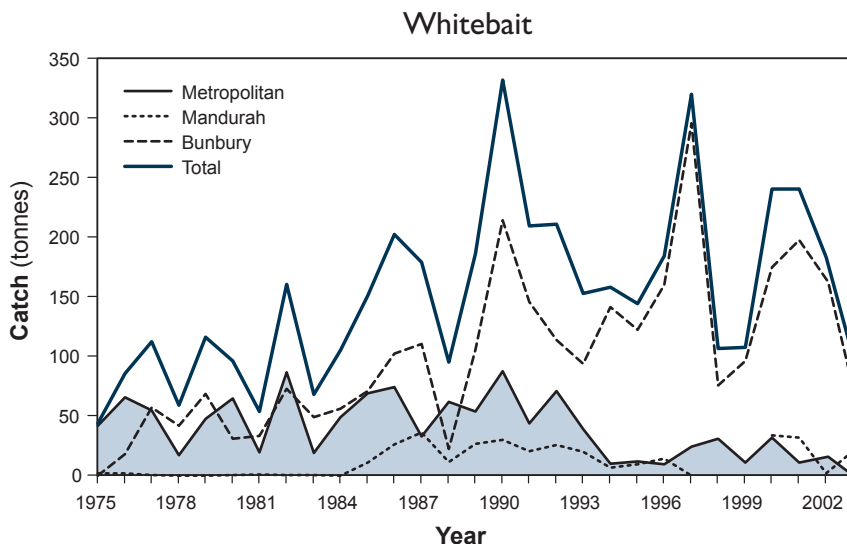 Whitebait
350
300
250
200
150
100
50
0
Catch (tonnes)
Metropolitan
Mandurah
Bunbury
Total
1975 1978 1981 1984 1987 1990 1993 1996 1999 2002
Year